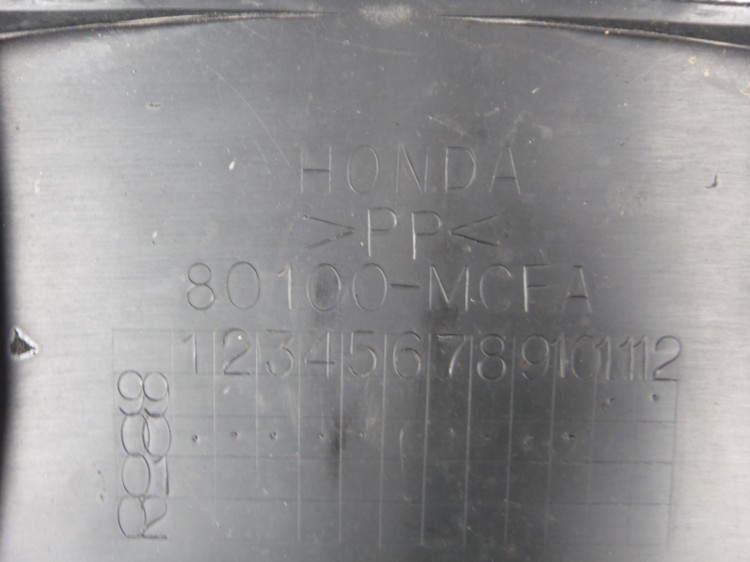 HONDA
>PP<
80100-MCFA
1 2 3 4 5 6 7 8 9 10 11 12